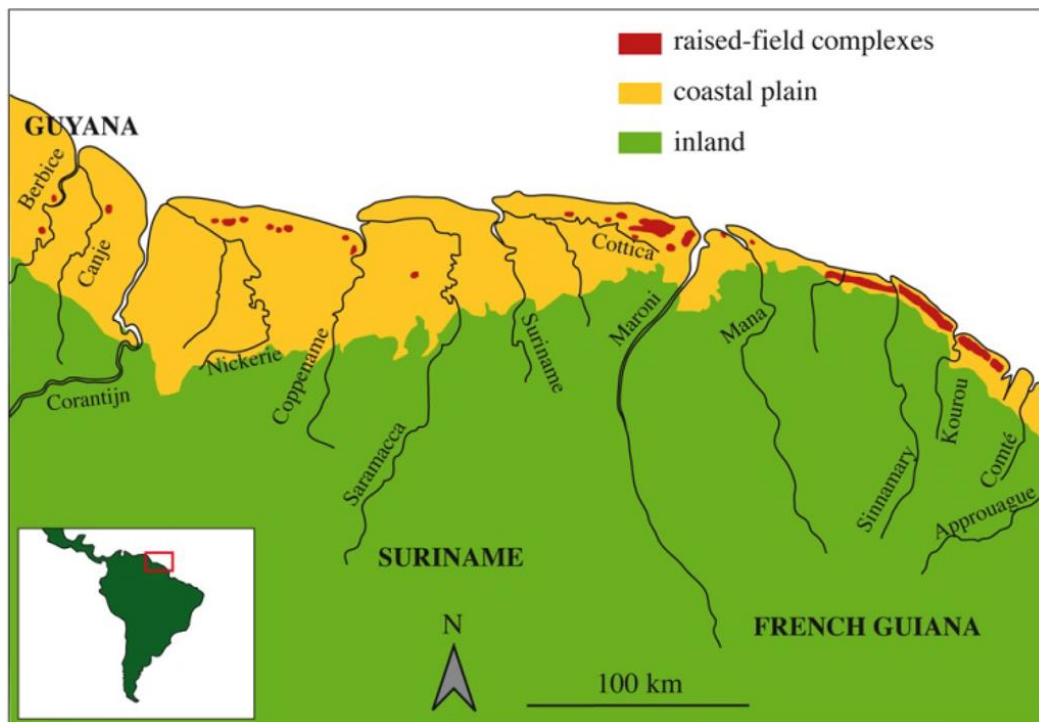 raised-field complexes
coastal plain
inland
GUYANA
Berbice
Canje
Corantijn
Nickerie
Coppename
Saramacca
Suriname
Cottica
Maroni
Mana
Sinnamary
Kourou
Comté
Approuague
SURINAME
FRENCH GUIANA
N
100 km